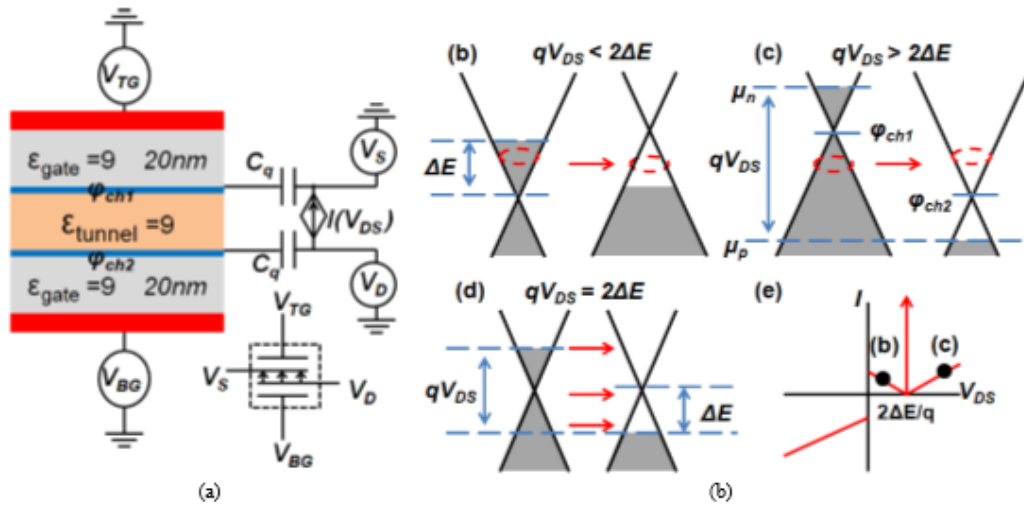 V_TG
ε_gate =9 20nm
φ_ch1
ε_tunnel =9
φ_ch2
ε_gate =9 20nm
V_BG
C_q
V_S
I(V_DS)
C_q
V_D
V_TG
V_S
V_D
V_BG
(a)
(b) qV_DS < 2ΔE
ΔE
(c) qV_DS > 2ΔE
μ_n
φ_ch1
qV_DS
φ_ch2
μ_p
(d) qV_DS = 2ΔE
qV_DS
ΔE
(e)
I
(b)
(c)
V_DS
2ΔE/q
(b)